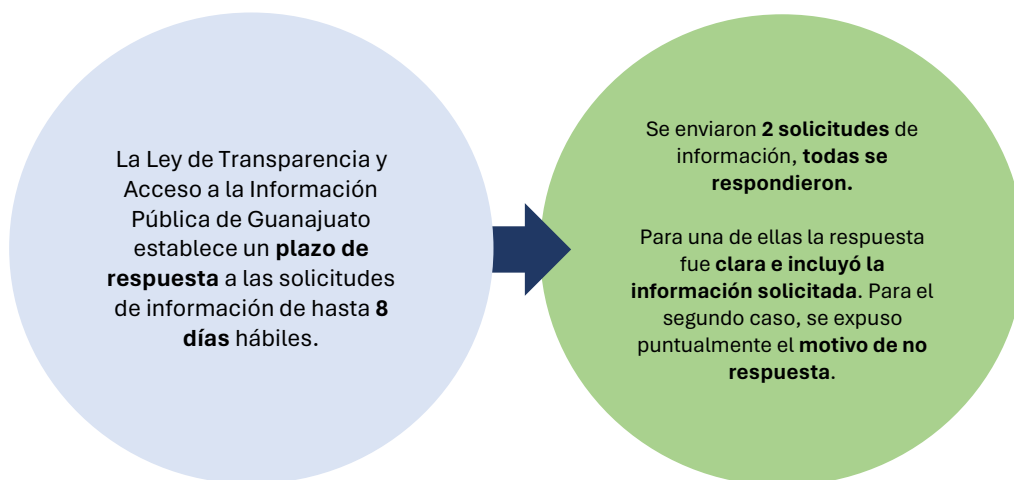 La Ley de Transparencia y
Acceso a la Información
Pública de Guanajuato
establece un plazo de
respuesta a las solicitudes
de información de hasta 8
días hábiles.
Se enviaron 2 solicitudes de
información, todas se
respondieron.
Para una de ellas la respuesta
fue clara e incluyó la
información solicitada. Para el
segundo caso, se expuso
puntualmente el motivo de no
respuesta.